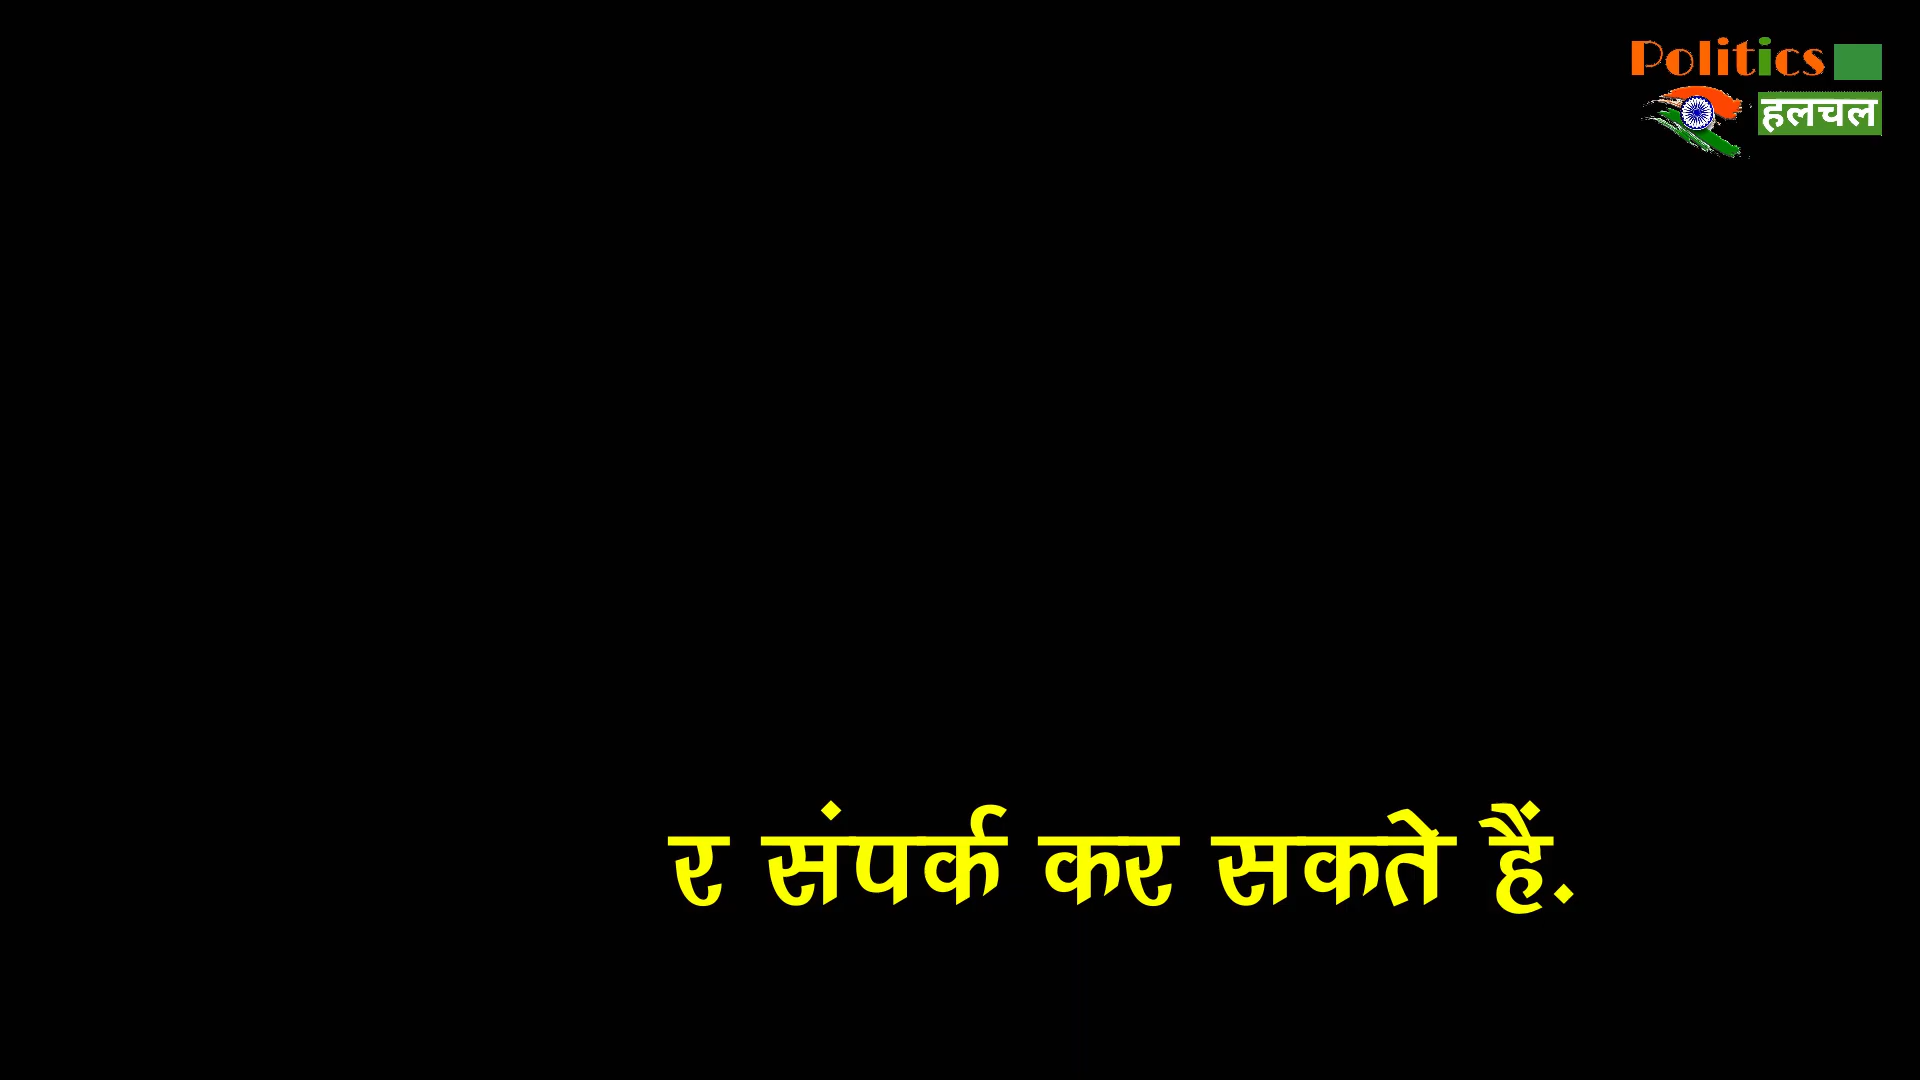 Politics
हलचल
र संपर्क कर सकते हैं.